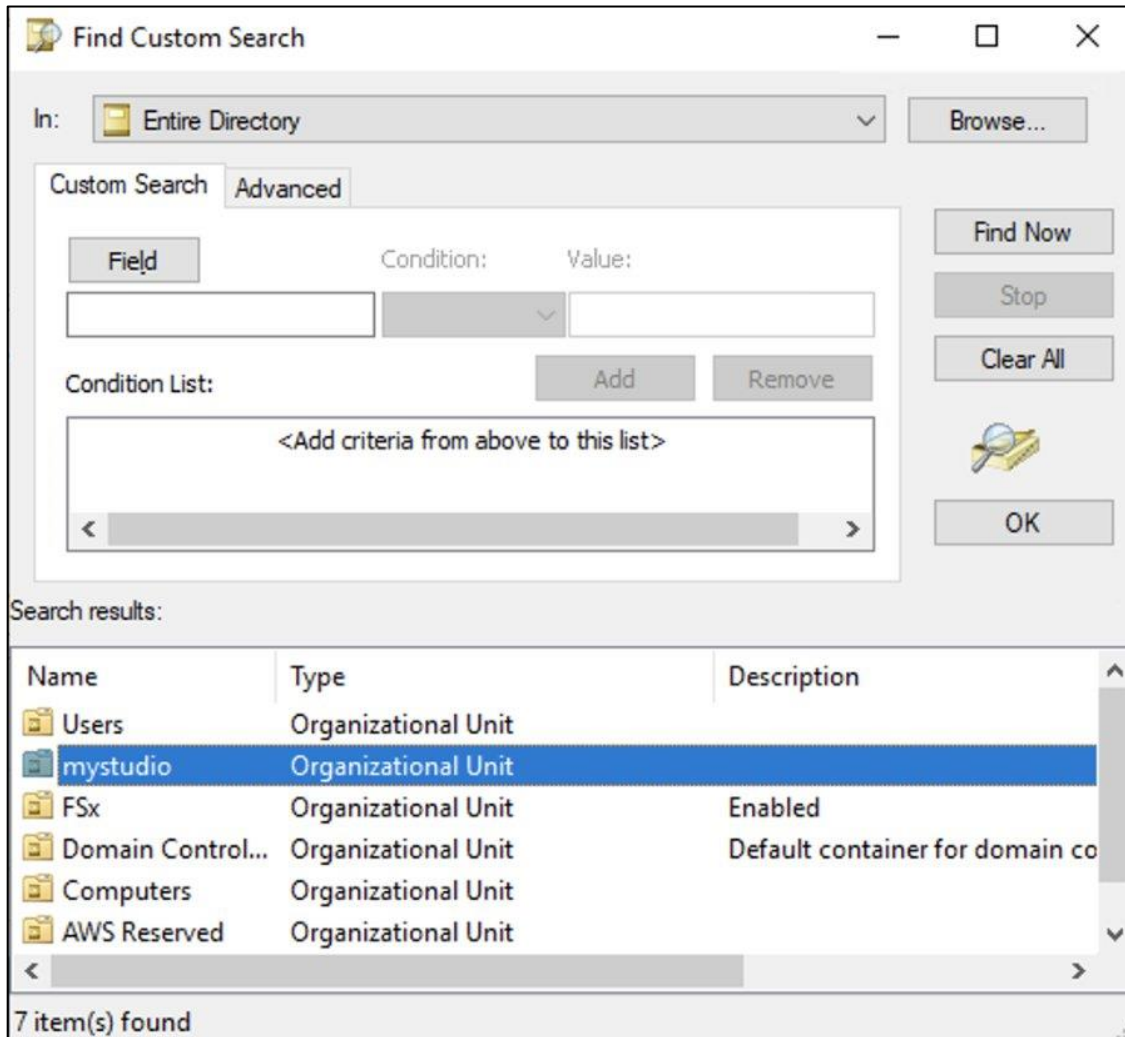 Find Custom Search
In: Entire Directory Browse...
Custom Search Advanced
Find Now
Field Condition: Value:
Stop
Clear All
Condition List: Add Remove
<Add criteria from above to this list>
OK
Search results:
Name Type Description
Users Organizational Unit
mystudio Organizational Unit
FSx Organizational Unit Enabled
Domain Control... Organizational Unit Default container for domain co
Computers Organizational Unit
AWS Reserved Organizational Unit
7 item(s) found